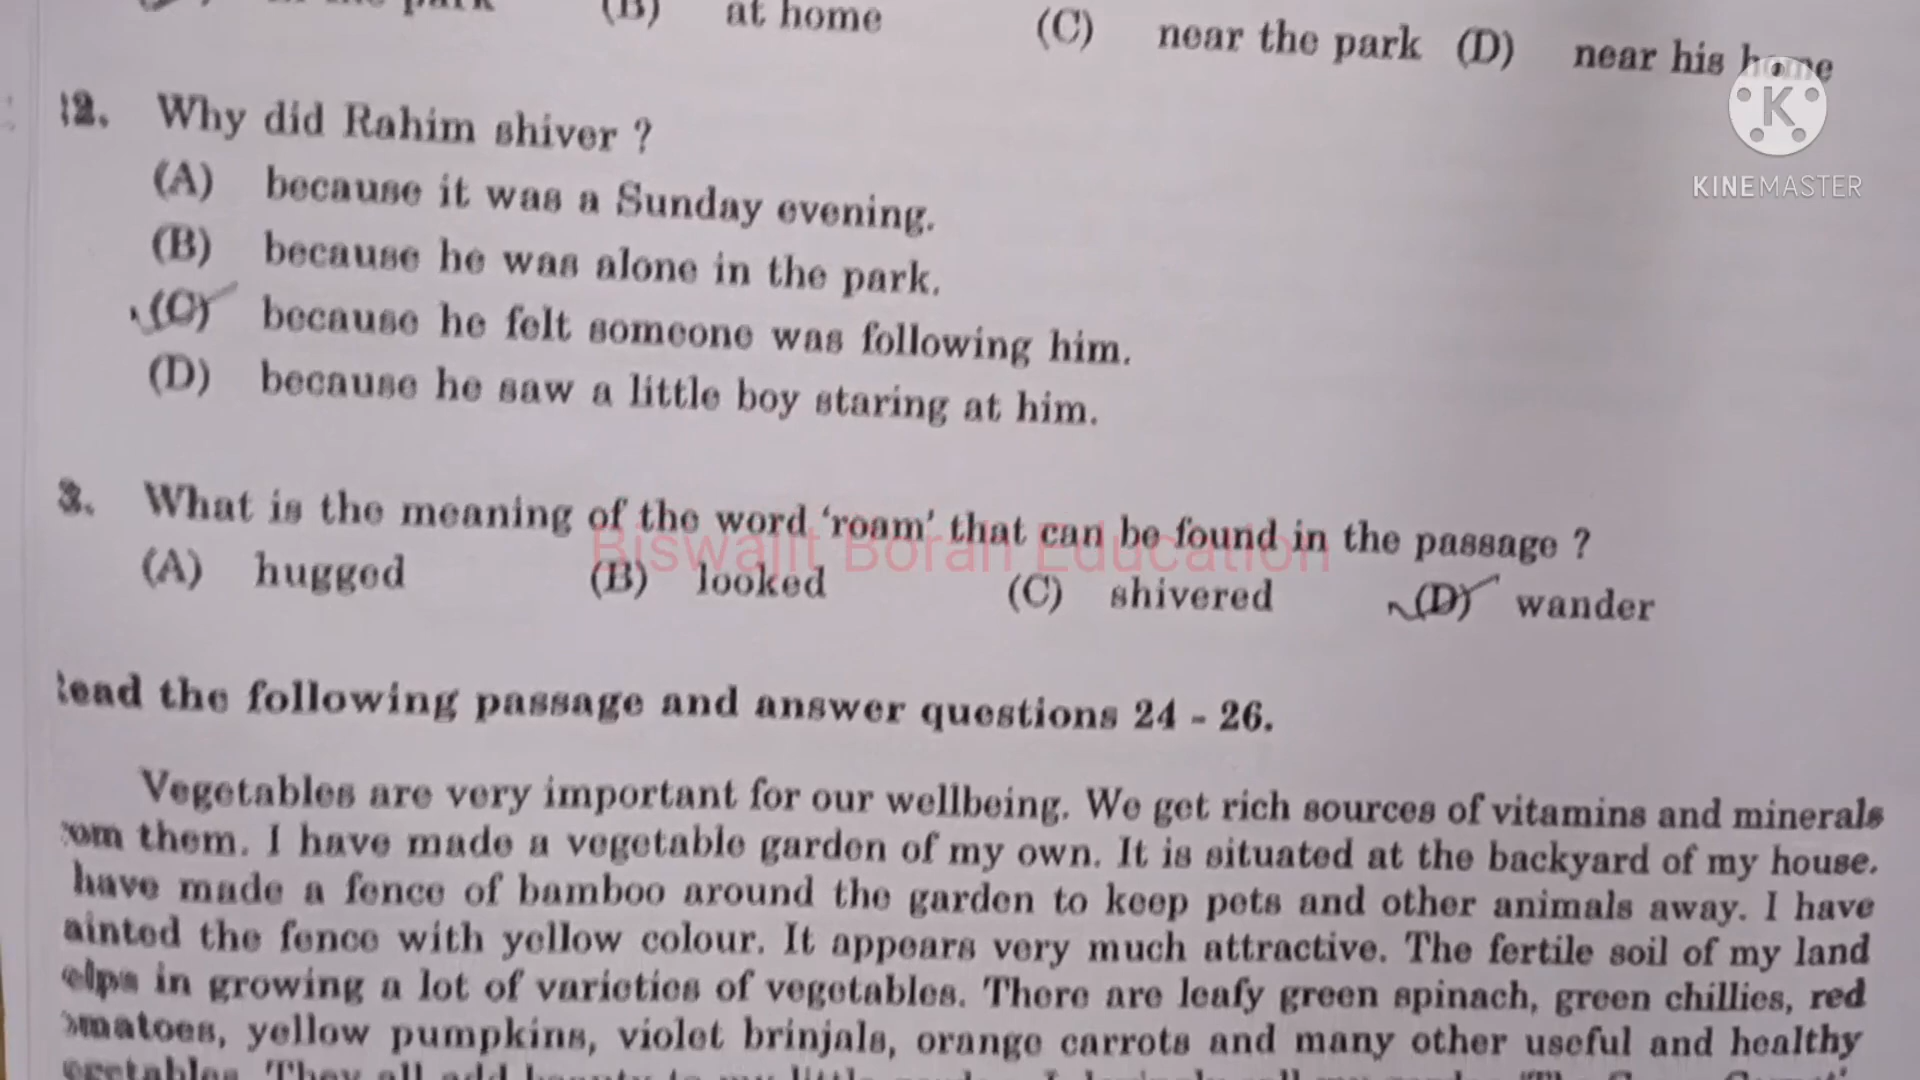 (B) at home (C) near the park (D) near his home
12. Why did Rahim shiver ?
(A) because it was a Sunday evening.
(B) because he was alone in the park.
(C) because he felt someone was following him.
(D) because he saw a little boy staring at him.
3. What is the meaning of the word ‘roam’ that can be found in the passage ?
(A) hugged (B) looked (C) shivered (D) wander
ead the following passage and answer questions 24 - 26.
Vegetables are very important for our wellbeing. We get rich sources of vitamins and minerals
om them. I have made a vegetable garden of my own. It is situated at the backyard of my house.
have made a fence of bamboo around the garden to keep pets and other animals away. I have
ainted the fence with yellow colour. It appears very much attractive. The fertile soil of my land
elps in growing a lot of varieties of vegetables. There are leafy green spinach, green chillies, red
matoes, yellow pumpkins, violet brinjals, orange carrots and many other useful and healthy
KINEMASTER
Biswajit Borah Education